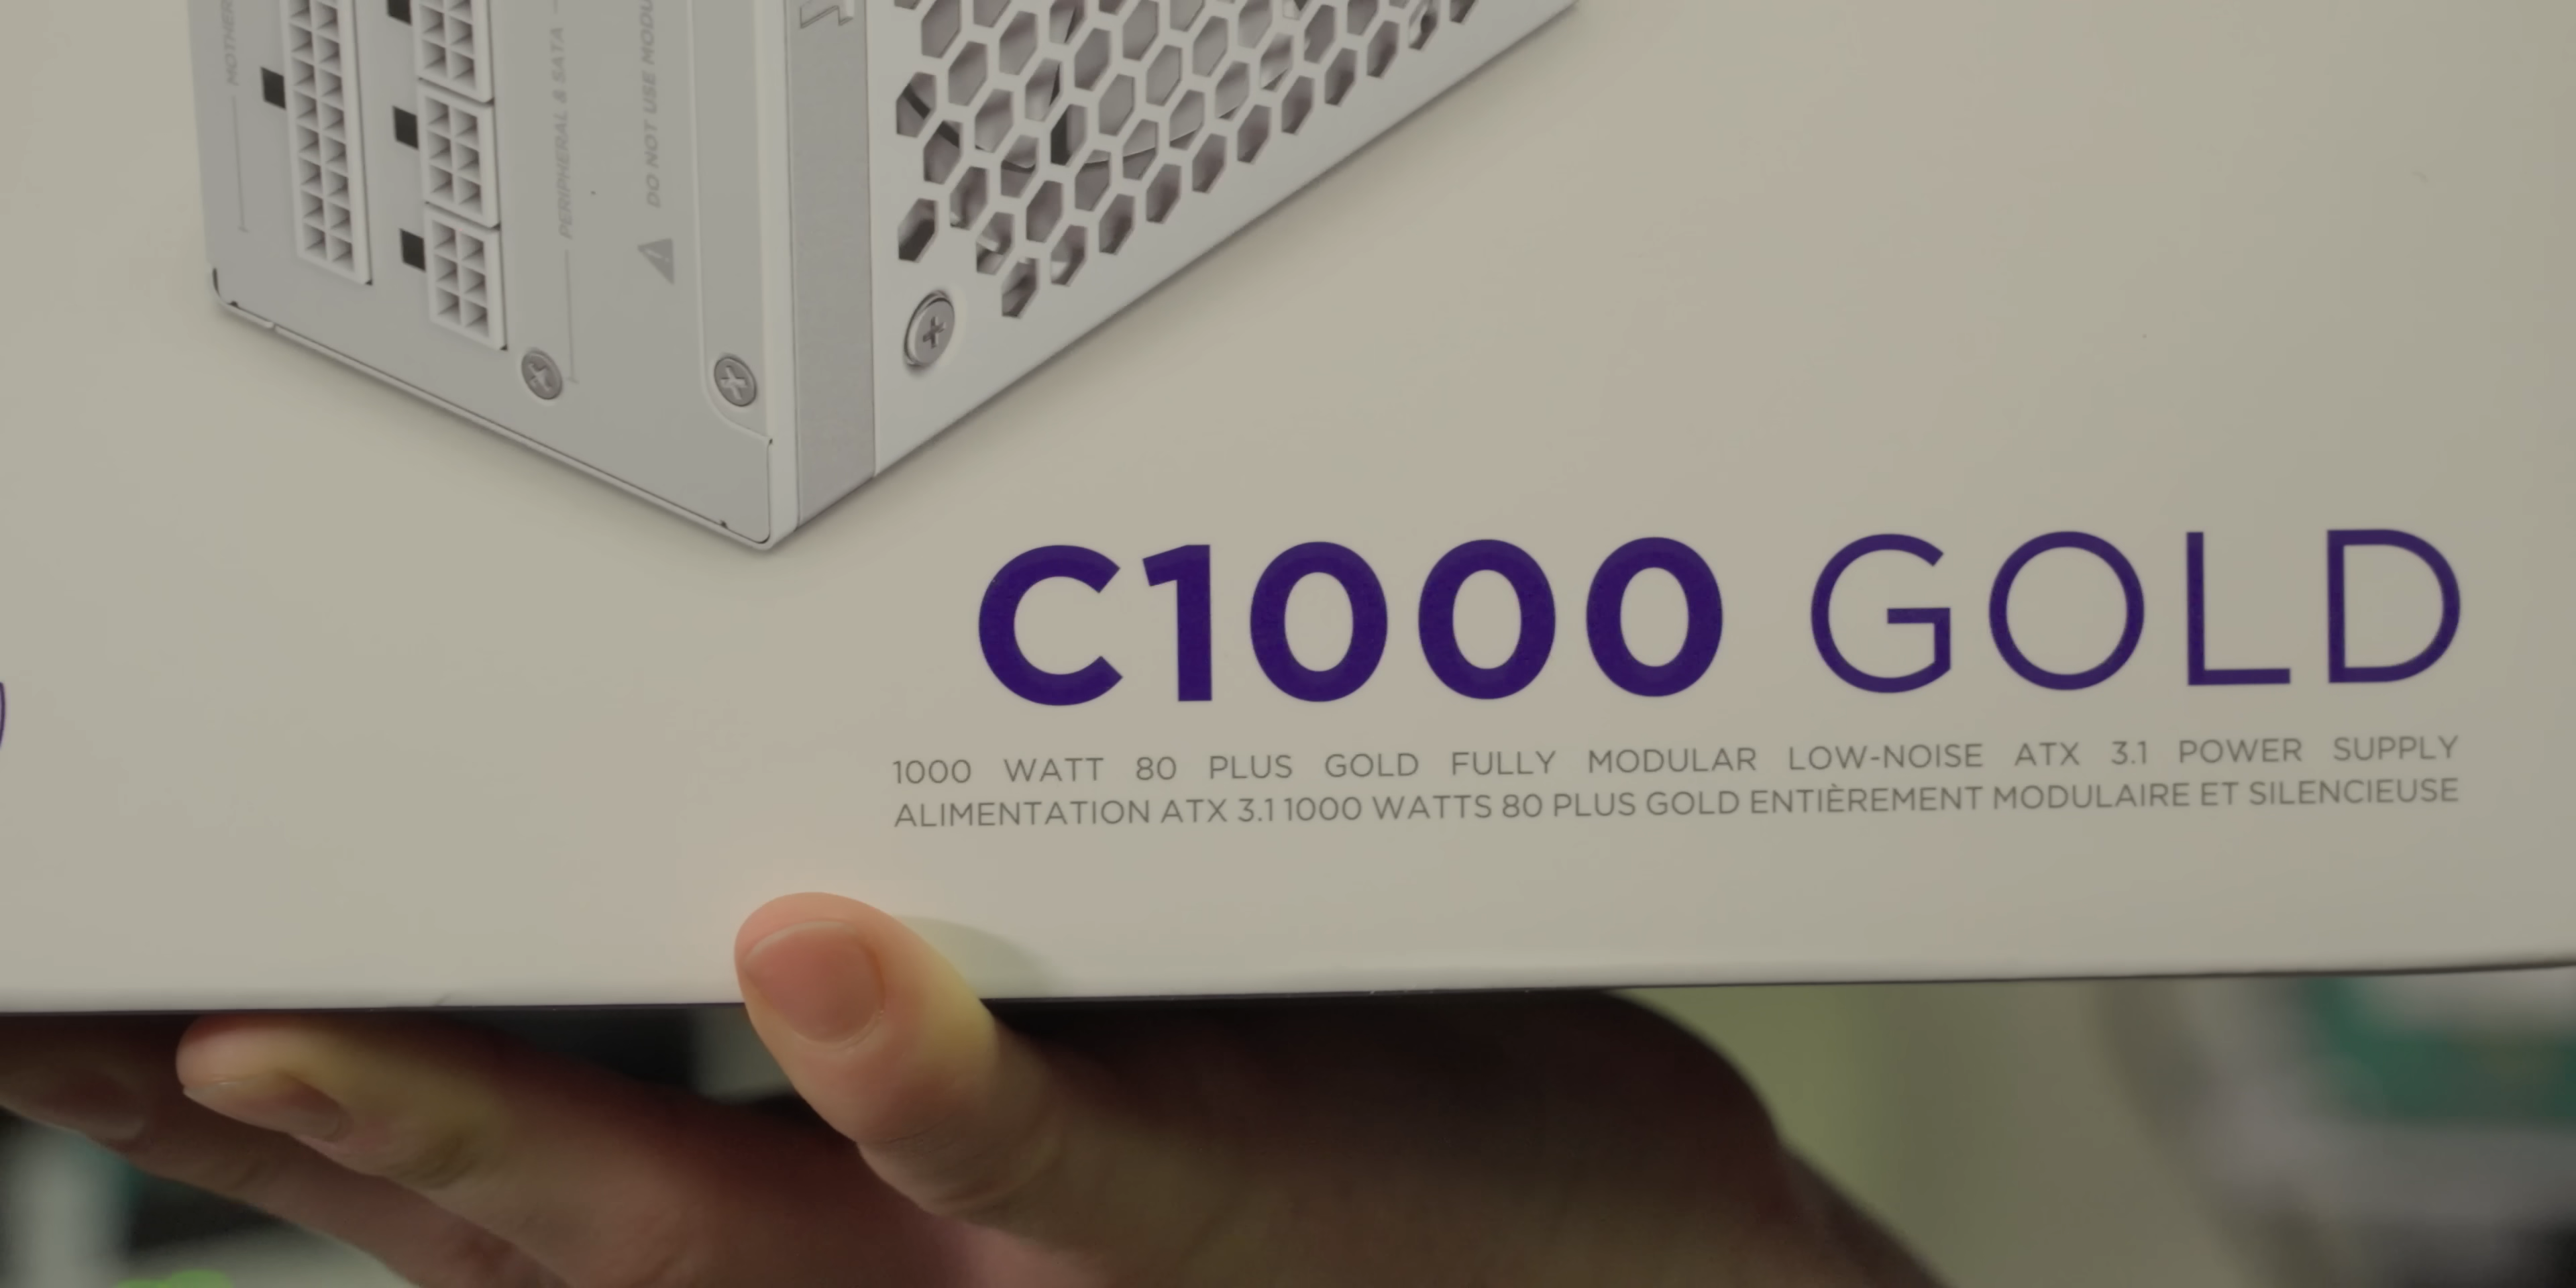 PERIPHERAL & SATA
DO NOT USE
C1000 GOLD
1000 WATT 80 PLUS GOLD FULLY MODULAR LOW-NOISE ATX 3.1 POWER SUPPLY
ALIMENTATION ATX 3.1 1000 WATTS 80 PLUS GOLD ENTIÈREMENT MODULAIRE ET SILENCIEUSE